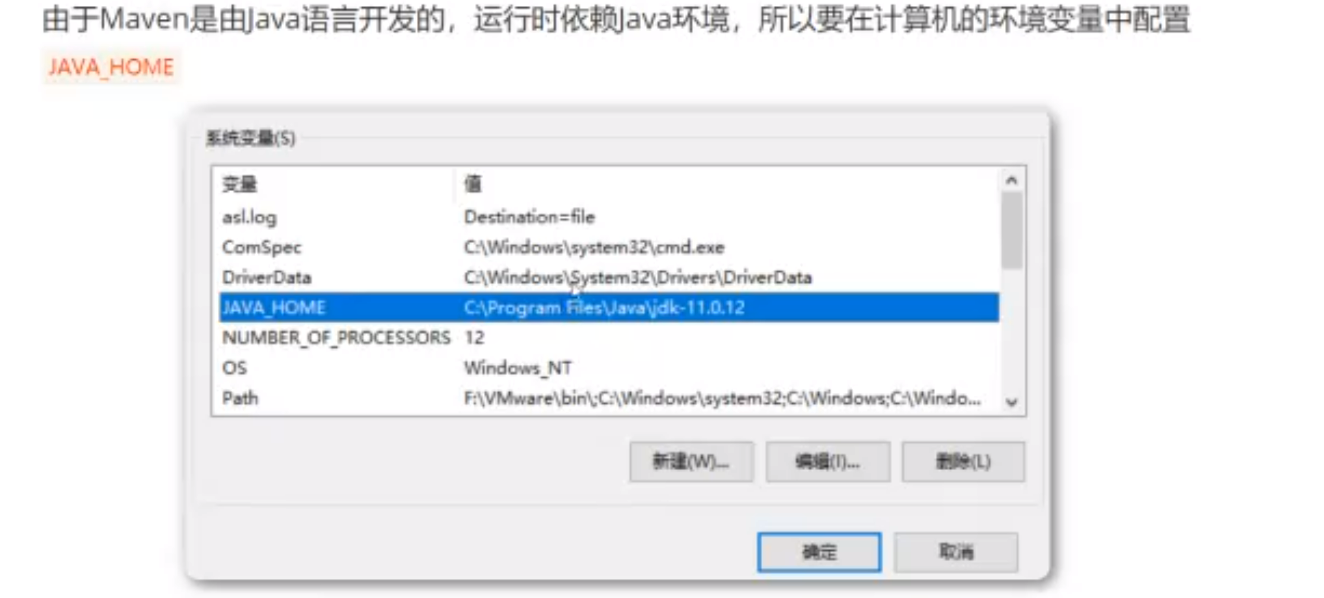 由于Maven是由Java语言开发的，运行时依赖Java环境，所以要在计算机的环境变量中配置
JAVA_HOME
系统变量(S)
变量 值
asl.log Destination=file
ComSpec C:\Windows\system32\cmd.exe
DriverData C:\Windows\System32\Drivers\DriverData
JAVA_HOME C:\Program Files\Java\jdk-11.0.12
NUMBER_OF_PROCESSORS 12
OS Windows_NT
Path F:\VMware\bin\;C:\Windows\system32;C:\Windows;C:\Windo...
新建(W)... 编辑(I)... 删除(L)
确定 取消